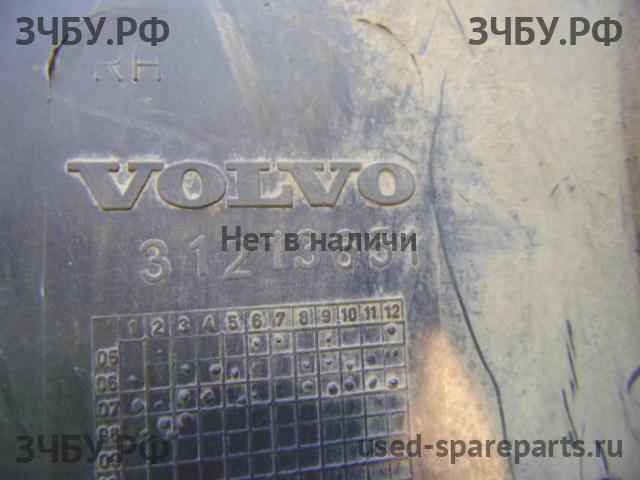 ЗЧБУ.РФ ЗЧБУ.РФ
RH
VOLVO
Нет в наличи
1 2 3 4 5 6 7 8 9 10 11 12
05
06
07
ЗЧБУ.РФ used-spareparts.ru